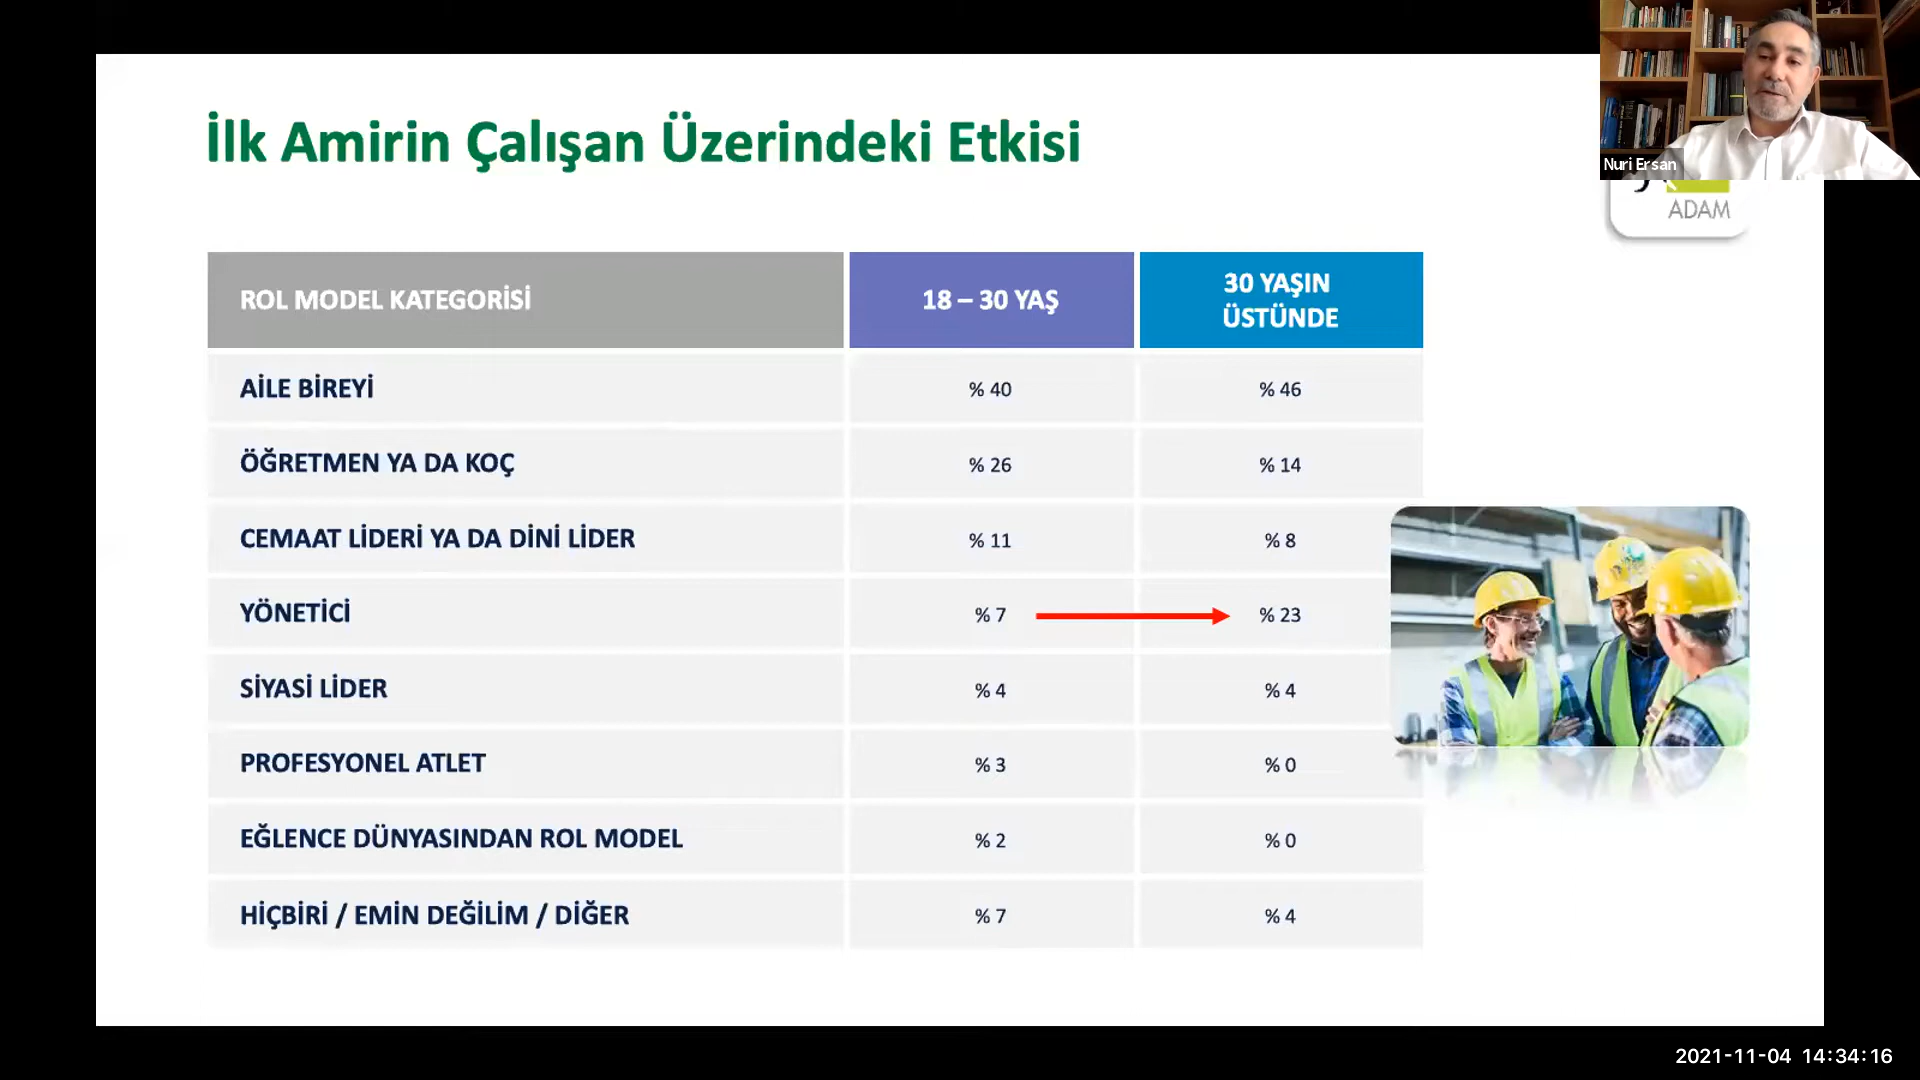 İlk Amirin Çalışan Üzerindeki Etkisi
Nuri Ersan
ADAM
ROL MODEL KATEGORİSİ
18 – 30 YAŞ
30 YAŞIN
ÜSTÜNDE
AİLE BİREYİ
% 40
% 46
ÖĞRETMEN YA DA KOÇ
% 26
% 14
CEMAAT LİDERİ YA DA DİNİ LİDER
% 11
% 8
YÖNETİCİ
% 7
% 23
SİYASİ LİDER
% 4
% 4
PROFESYONEL ATLET
% 3
% 0
EĞLENCE DÜNYASINDAN ROL MODEL
% 2
% 0
HİÇBİRİ / EMİN DEĞİLİM / DİĞER
% 7
% 4
2021-11-04 14:34:16